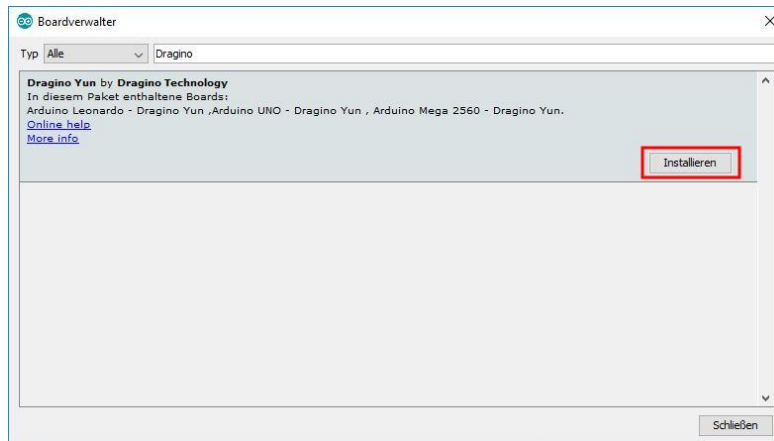 Boardverwalter
Typ Alle Dragino
Dragino Yun by Dragino Technology
In diesem Paket enthaltene Boards:
Arduino Leonardo - Dragino Yun ,Arduino UNO - Dragino Yun , Arduino Mega 2560 - Dragino Yun.
Online help
More info
Installieren
Schließen